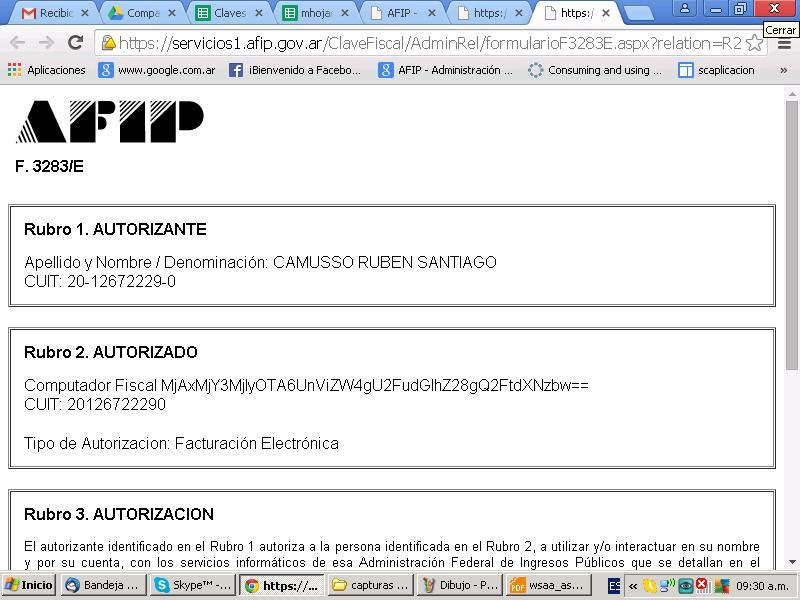 Recibid
Compa
Claves
mhojac
AFIP -
https:/
https:/
Cerrar
https://servicios1.afip.gov.ar/ClaveFiscal/AdminRel/formularioF3283E.aspx?relation=R2
Aplicaciones
www.google.com.ar
¡Bienvenido a Facebo...
AFIP - Administración ...
Consuming and using ...
scaplicacion
»
AFIP
F. 3283/E
Rubro 1. AUTORIZANTE
Apellido y Nombre / Denominación: CAMUSSO RUBEN SANTIAGO
CUIT: 20-12672229-0
Rubro 2. AUTORIZADO
Computador Fiscal MjAxMjY3MjIyOTA6UnViZW4gU2FudGlhZ28gQ2FtdXNzbw==
CUIT: 20126722290
Tipo de Autorizacion: Facturación Electrónica
Rubro 3. AUTORIZACION
El autorizante identificado en el Rubro 1 autoriza a la persona identificada en el Rubro 2, a utilizar y/o interactuar en su nombre
y por su cuenta, con los servicios informáticos de esa Administración Federal de Ingresos Públicos que se detallan en el
Inicio
Bandeja ...
Skype™ -...
https://...
capturas ...
Dibujo - P...
wsaa_as...
ES
«
09:30 a.m.